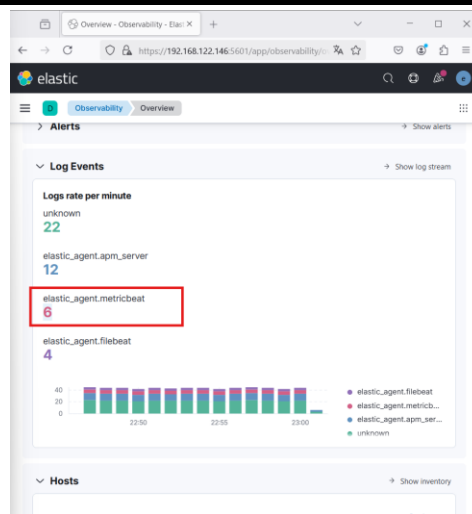 Overview - Observability - Elast
https://192.168.122.146:5601/app/observability/o
elastic
e
D Observability Overview
Alerts Show alerts
Log Events Show log stream
Logs rate per minute
unknown
22
elastic_agent.apm_server
12
elastic_agent.metricbeat
6
elastic_agent.filebeat
4
40
20
0
22:50 22:55 23:00
elastic_agent.filebeat
elastic_agent.metricb...
elastic_agent.apm_ser...
unknown
Hosts Show inventory